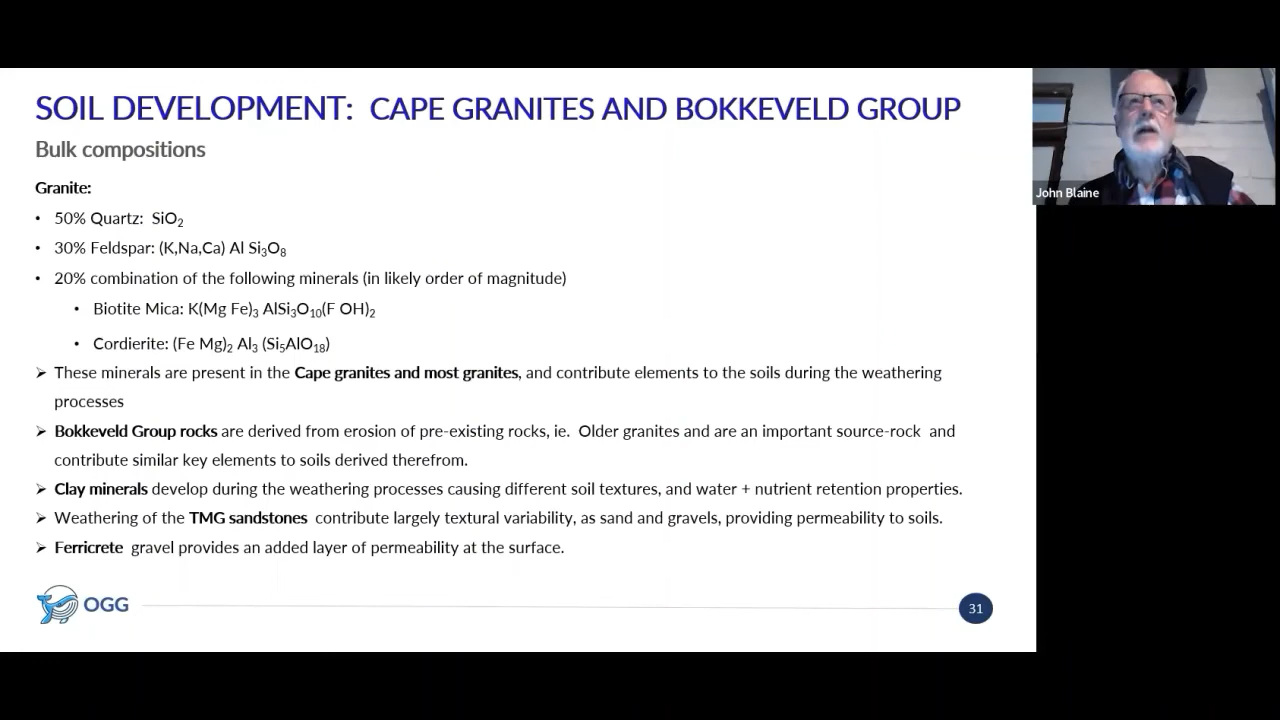 SOIL DEVELOPMENT: CAPE GRANITES AND BOKKEVELD GROUP
Bulk compositions
Granite:
• 50% Quartz: SiO₂
• 30% Feldspar: (K,Na,Ca) Al Si₃O₈
• 20% combination of the following minerals (in likely order of magnitude)
• Biotite Mica: K(Mg Fe)₃ AlSi₃O₁₀(F OH)₂
• Cordierite: (Fe Mg)₂ Al₃ (Si₅AlO₁₈)
➢ These minerals are present in the Cape granites and most granites, and contribute elements to the soils during the weathering
processes
➢ Bokkeveld Group rocks are derived from erosion of pre-existing rocks, ie. Older granites and are an important source-rock and
contribute similar key elements to soils derived therefrom.
➢ Clay minerals develop during the weathering processes causing different soil textures, and water + nutrient retention properties.
➢ Weathering of the TMG sandstones contribute largely textural variability, as sand and gravels, providing permeability to soils.
➢ Ferricrete gravel provides an added layer of permeability at the surface.
OGG
31
John Blaine